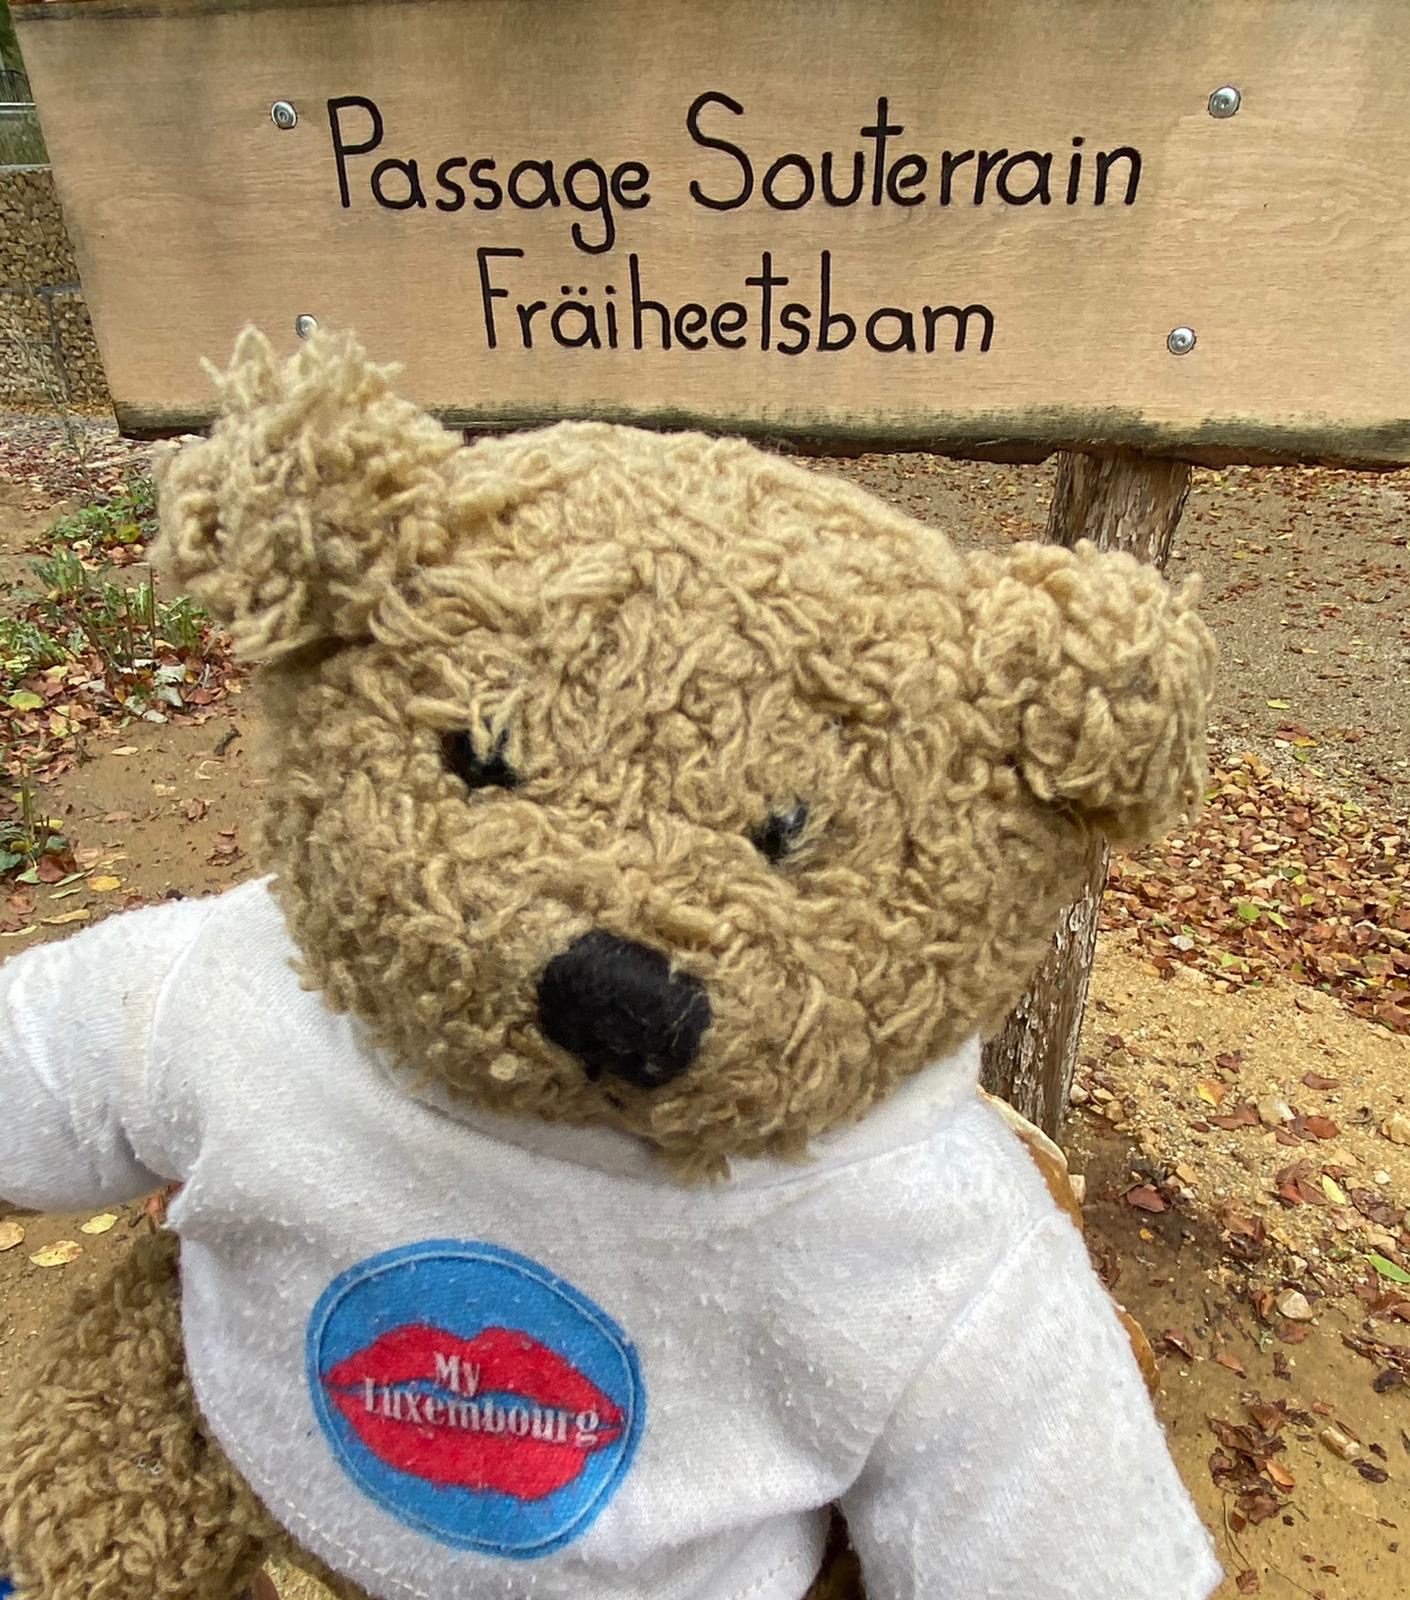 Passage Souterrain
Fräiheetsbam
My
Luxembourg